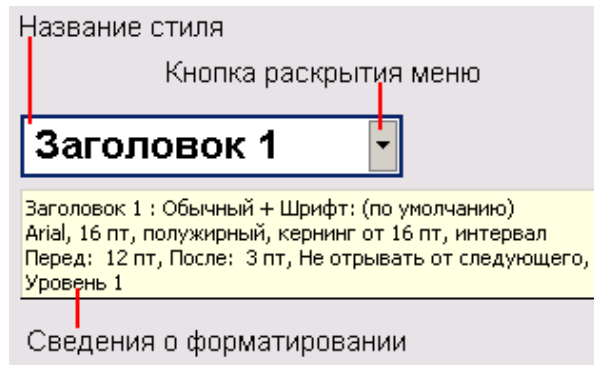 Название стиля
Кнопка раскрытия меню
Заголовок 1
Заголовок 1 : Обычный + Шрифт: (по умолчанию)
Arial, 16 пт, полужирный, кернинг от 16 пт, интервал
Перед: 12 пт, После: 3 пт, Не отрывать от следующего,
Уровень 1
Сведения о форматировании